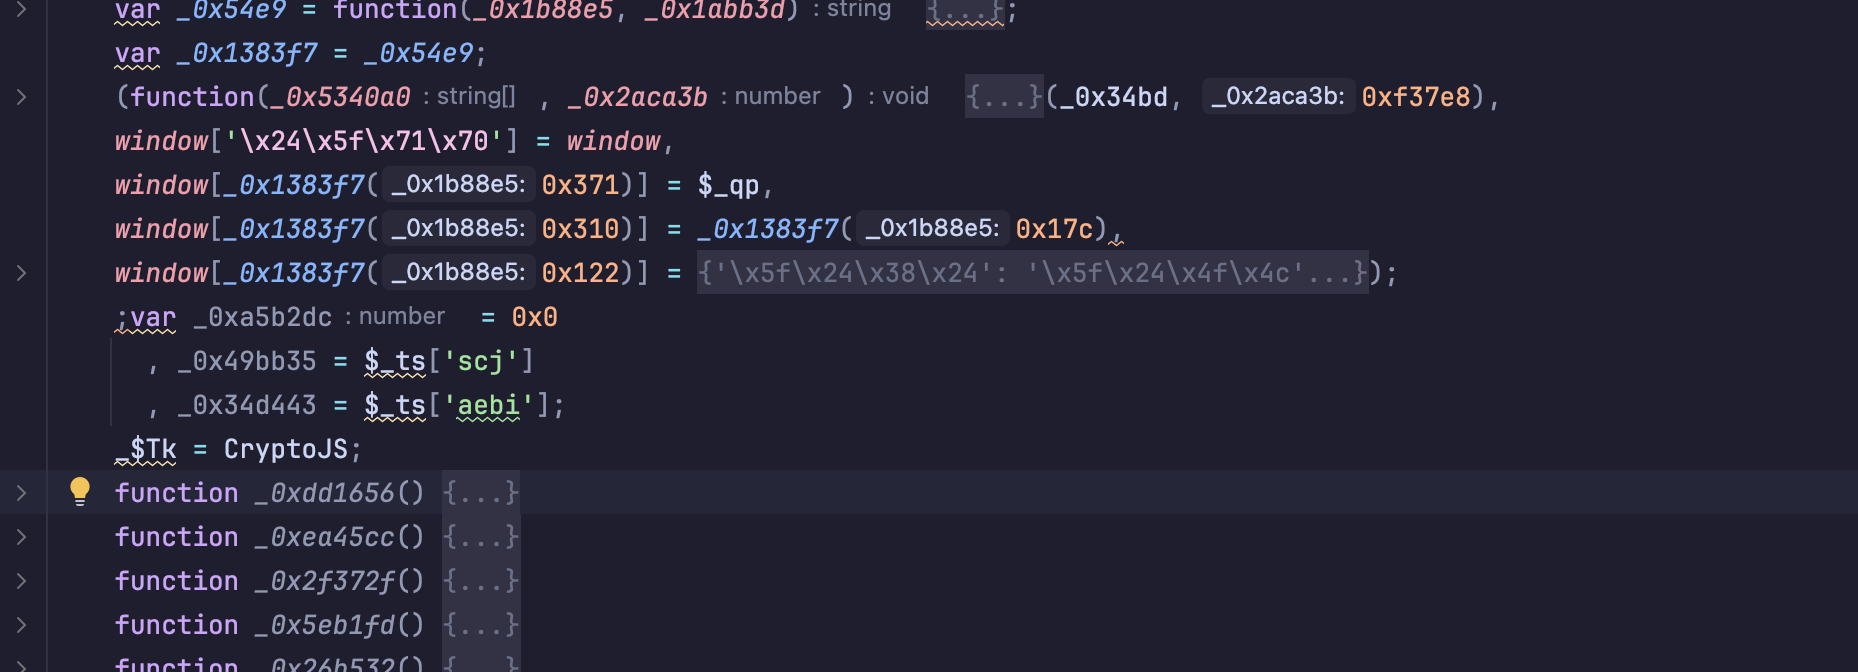 var _0x54e9 = function(_0x1b88e5, _0x1abb3d) : string {...};
var _0x1383f7 = _0x54e9;
(function(_0x5340a0 : string[] , _0x2aca3b : number ) : void {...}(_0x34bd, _0x2aca3b: 0xf37e8),
window['\x24\x5f\x71\x70'] = window,
window[_0x1383f7( _0x1b88e5: 0x371)] = $_qp,
window[_0x1383f7( _0x1b88e5: 0x310)] = _0x1383f7( _0x1b88e5: 0x17c),
window[_0x1383f7( _0x1b88e5: 0x122)] = {'\x5f\x24\x38\x24': '\x5f\x24\x4f\x4c'...});
;var _0xa5b2dc : number = 0x0
, _0x49bb35 = $_ts['scj']
, _0x34d443 = $_ts['aebi'];
_$Tk = CryptoJS;
function _0xdd1656() {...}
function _0xea45cc() {...}
function _0x2f372f() {...}
function _0x5eb1fd() {...}
function _0x26b532() {...}